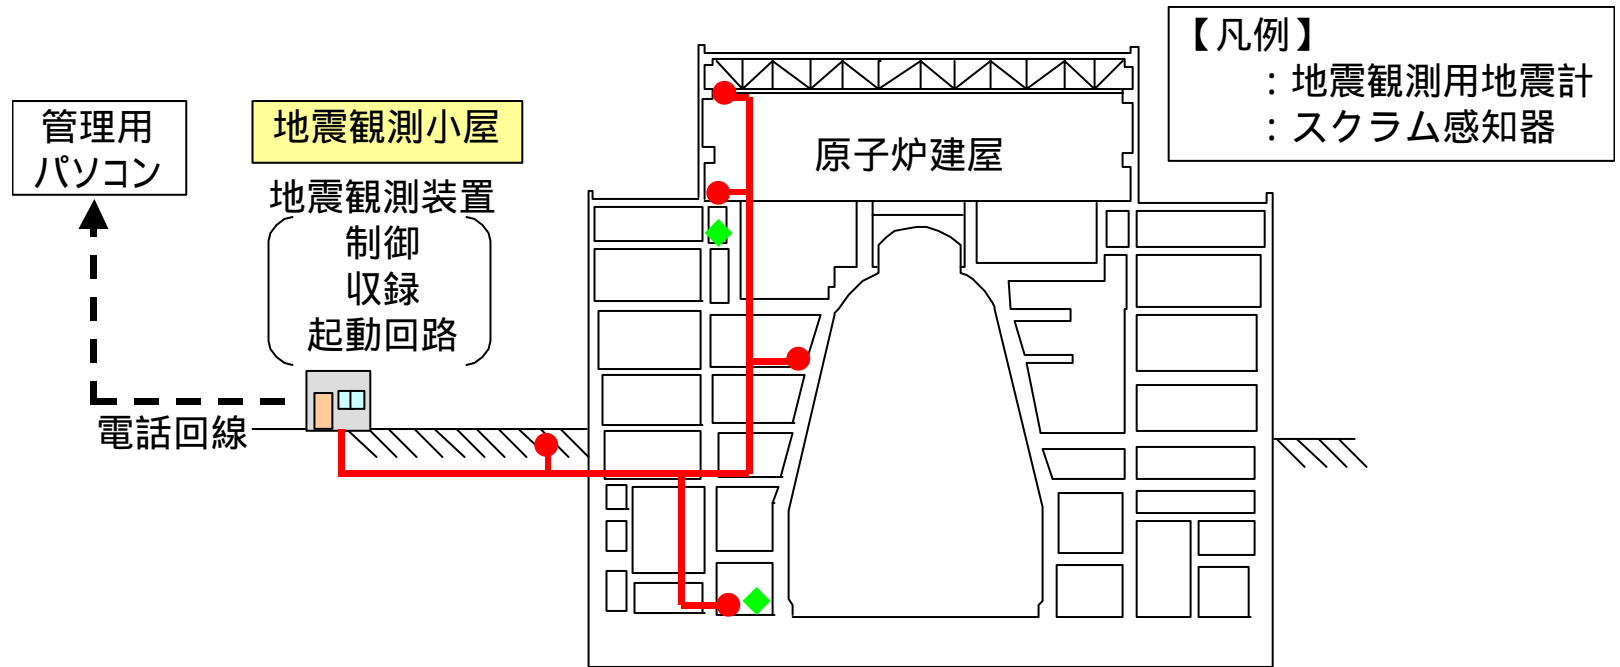 管理用
パソコン
地震観測小屋
地震観測装置
制御
収録
起動回路
電話回線
原子炉建屋
【凡例】
：地震観測用地震計
：スクラム感知器